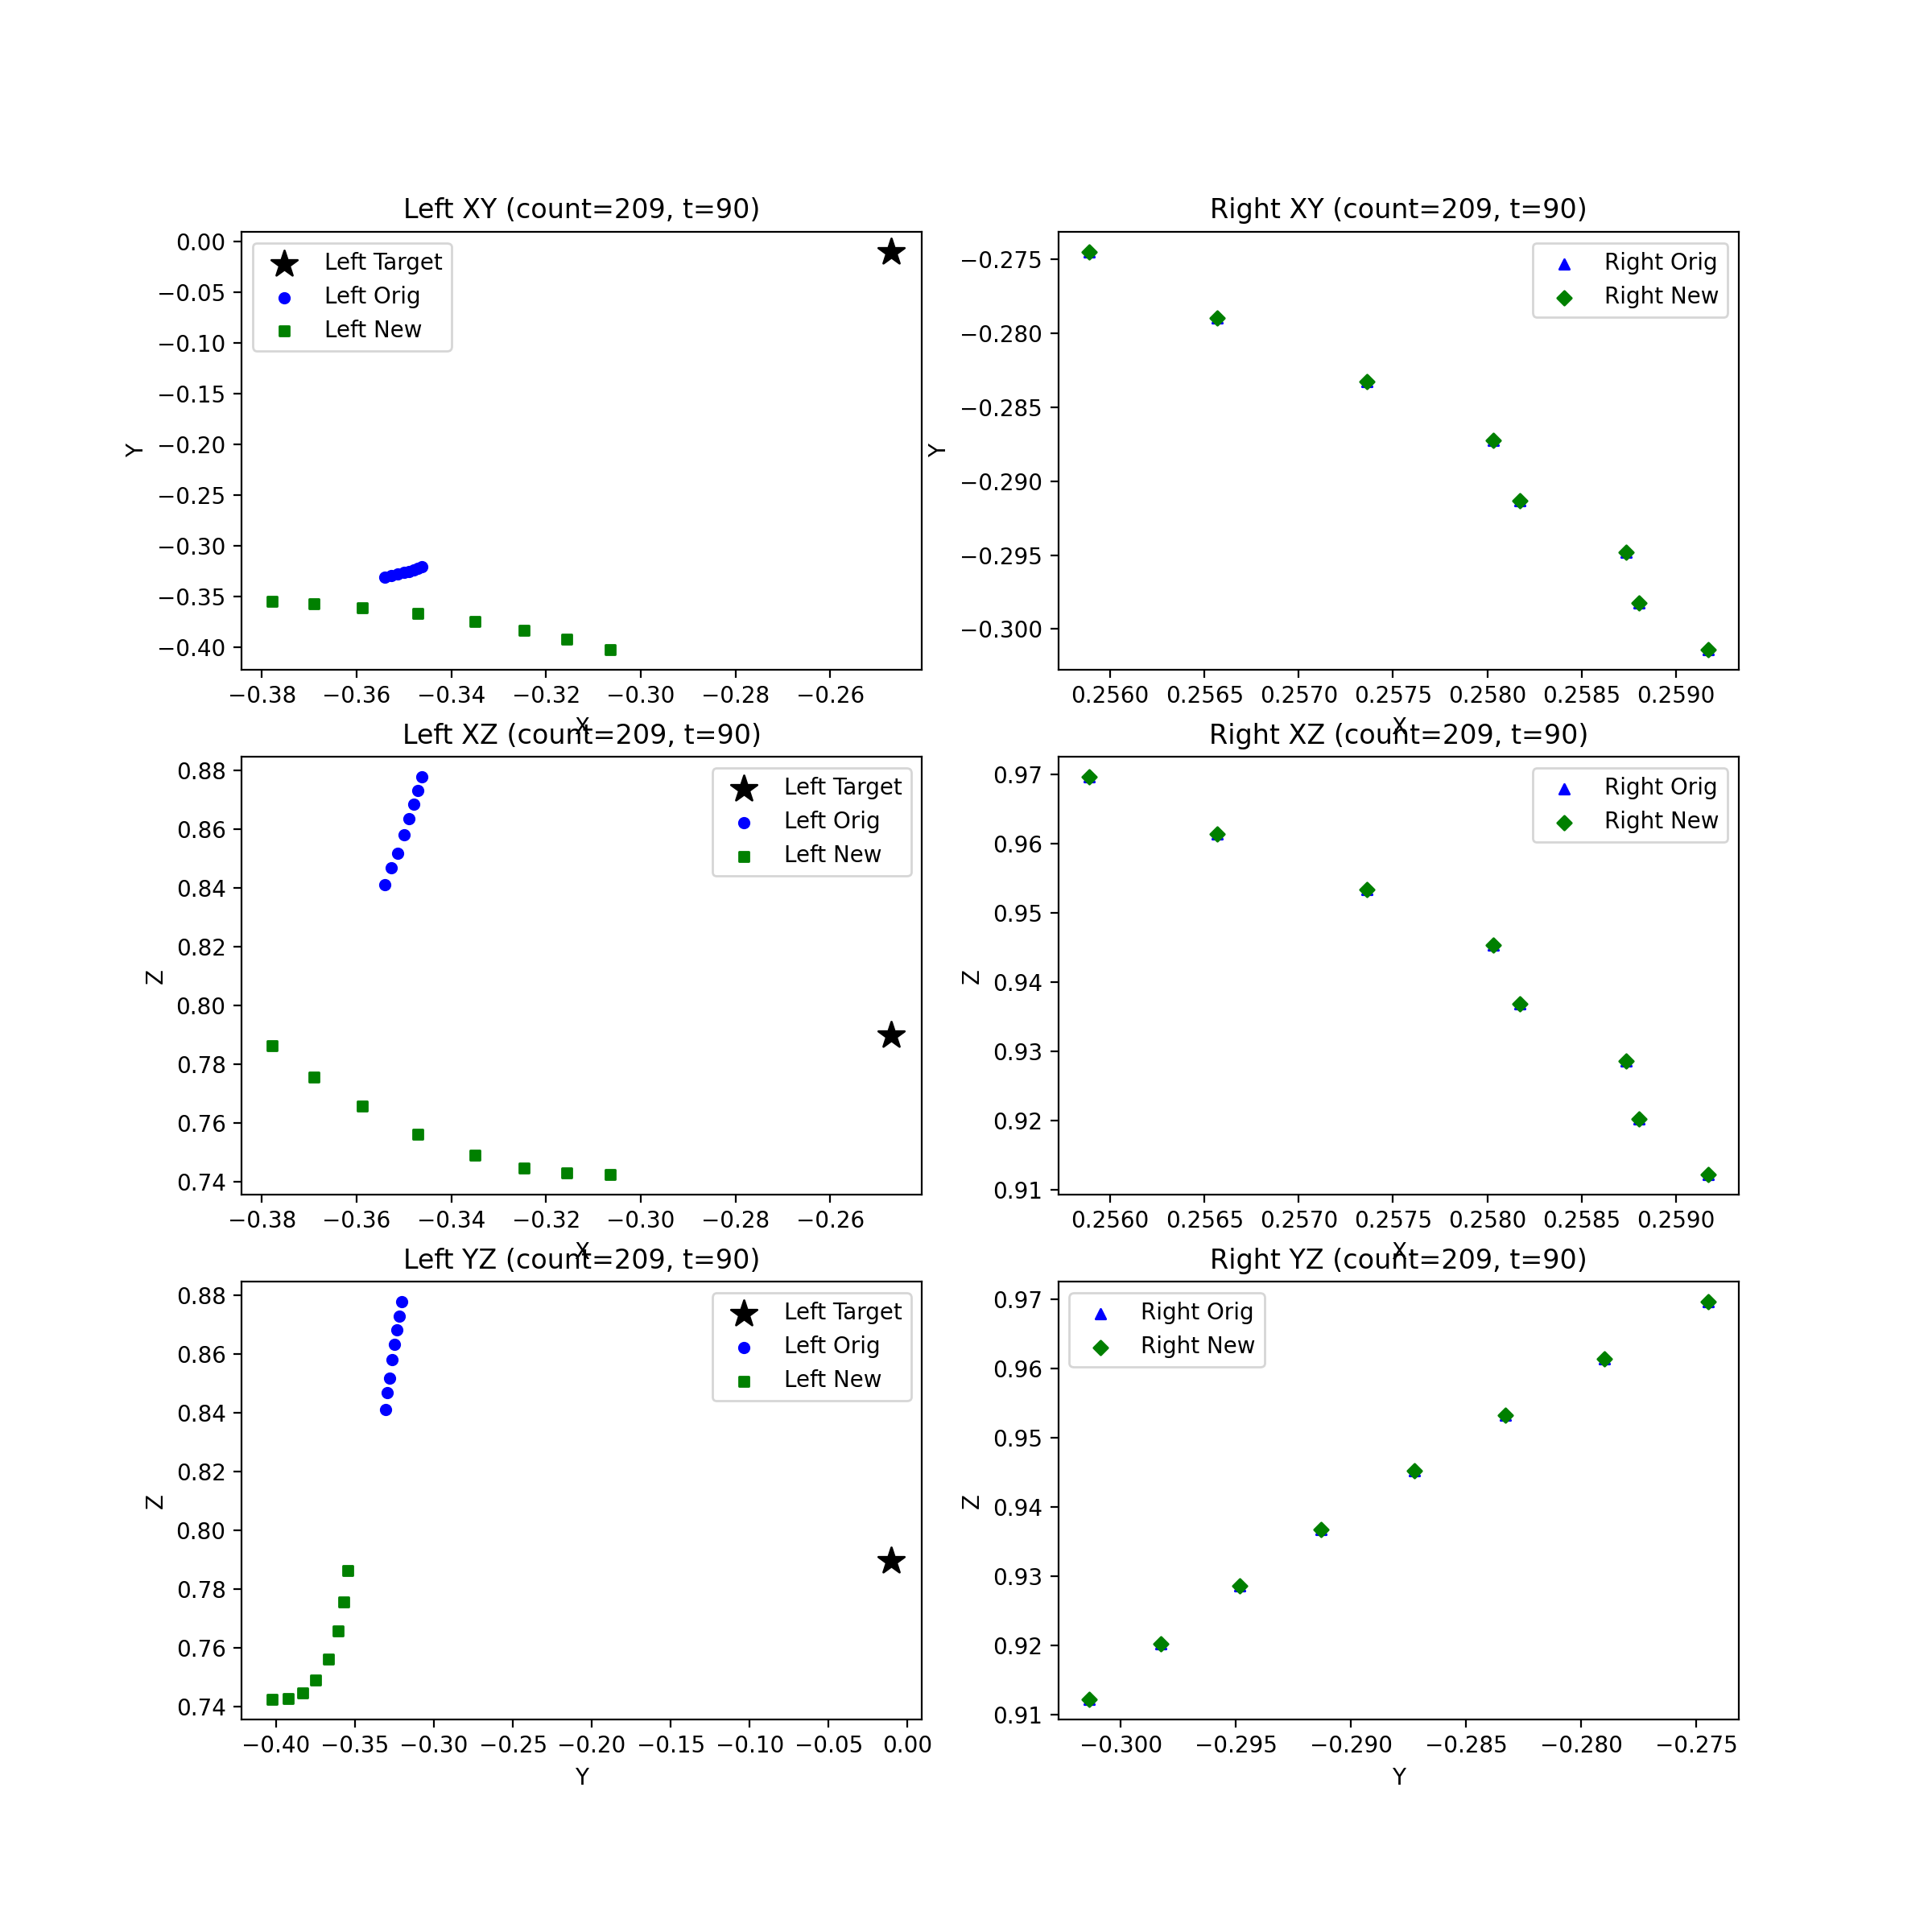 Left XY (count=209, t=90)
Left Target
Left Orig
Left New
0.00
−0.05
−0.10
−0.15
−0.20
−0.25
−0.30
−0.35
−0.40
Y
−0.38 −0.36 −0.34 −0.32 −0.30 −0.28 −0.26
X
Right XY (count=209, t=90)
Right Orig
Right New
−0.275
−0.280
−0.285
−0.290
−0.295
−0.300
Y
0.2560 0.2565 0.2570 0.2575 0.2580 0.2585 0.2590
X
Left XZ (count=209, t=90)
Left Target
Left Orig
Left New
0.88
0.86
0.84
0.82
0.80
0.78
0.76
0.74
Z
−0.38 −0.36 −0.34 −0.32 −0.30 −0.28 −0.26
X
Right XZ (count=209, t=90)
Right Orig
Right New
0.97
0.96
0.95
0.94
0.93
0.92
0.91
Z
0.2560 0.2565 0.2570 0.2575 0.2580 0.2585 0.2590
X
Left YZ (count=209, t=90)
Left Target
Left Orig
Left New
0.88
0.86
0.84
0.82
0.80
0.78
0.76
0.74
Z
−0.40 −0.35 −0.30 −0.25 −0.20 −0.15 −0.10 −0.05 0.00
Y
Right YZ (count=209, t=90)
Right Orig
Right New
0.97
0.96
0.95
0.94
0.93
0.92
0.91
Z
−0.300 −0.295 −0.290 −0.285 −0.280 −0.275
Y